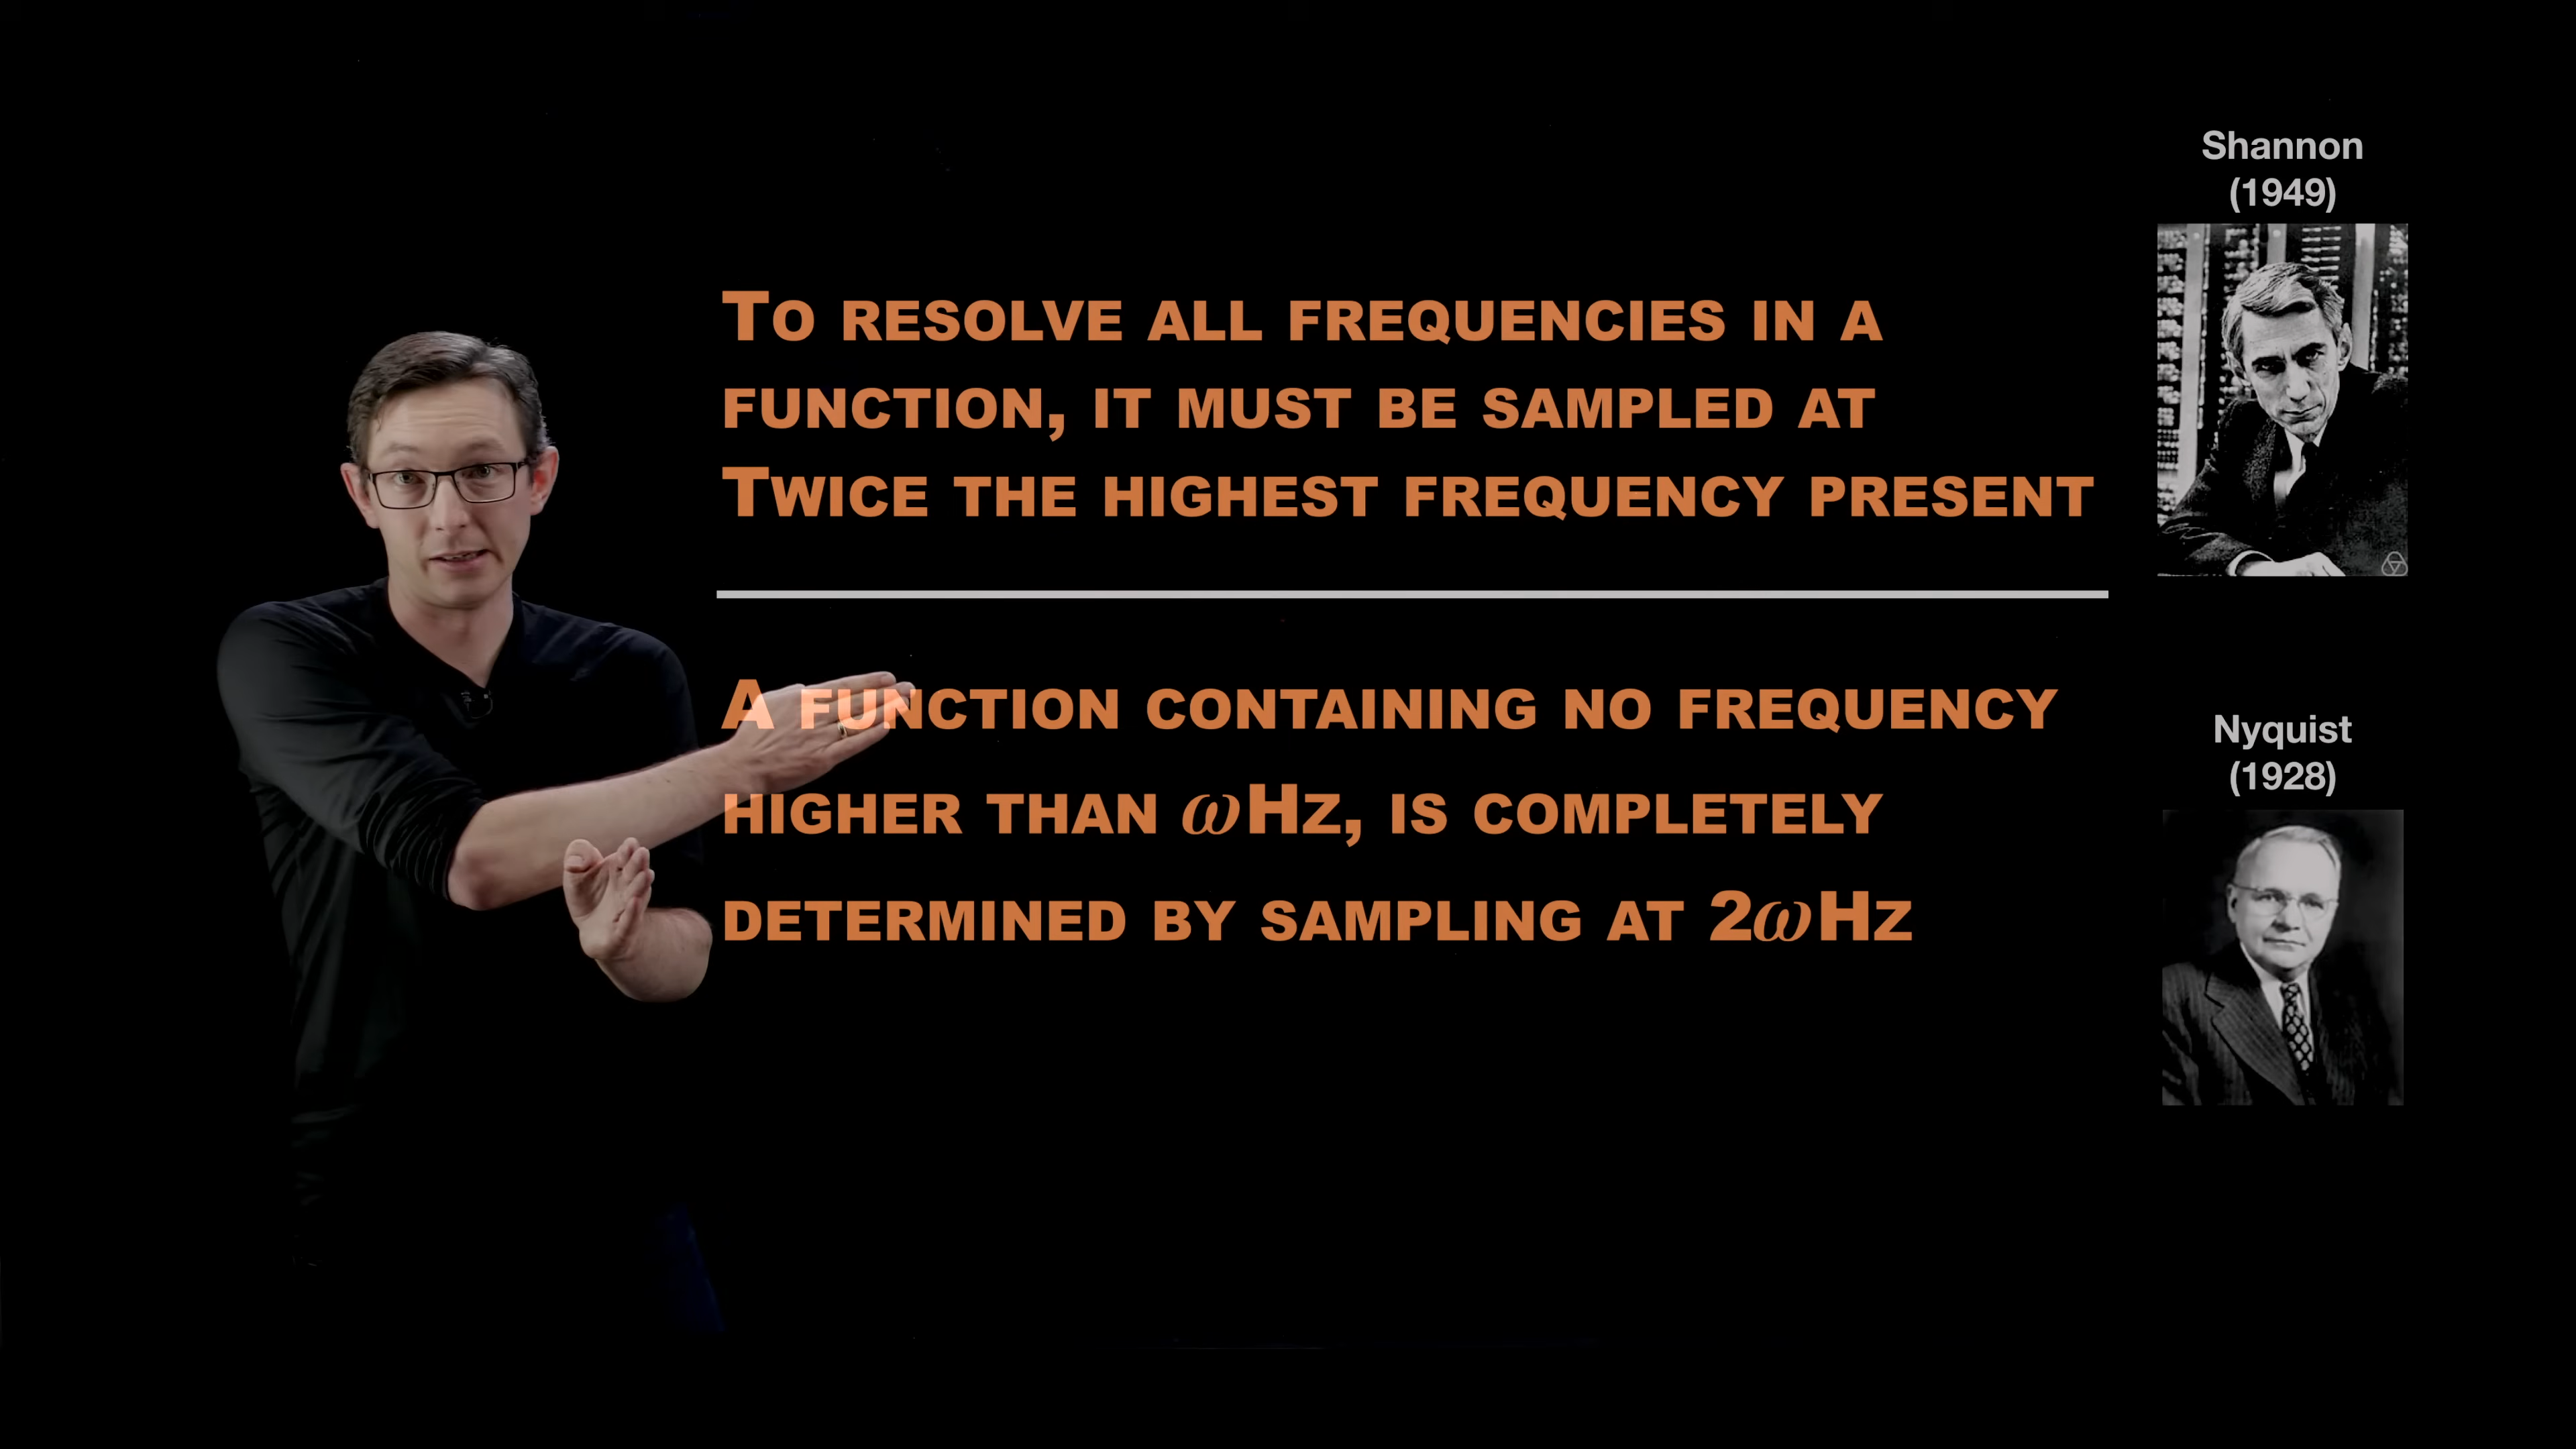 Shannon
(1949)
To resolve all frequencies in a
function, it must be sampled at
Twice the highest frequency present
A function containing no frequency
higher than ωHz, is completely
determined by sampling at 2ωHz
Nyquist
(1928)